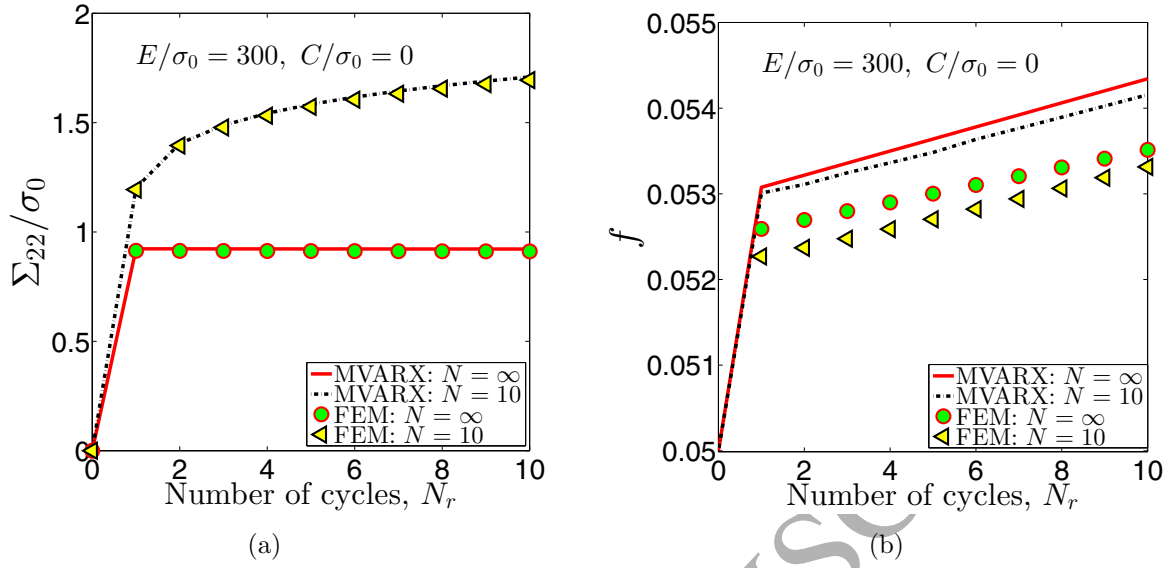 2
1.5
1
0.5
0
0 2 4 6 8 10
Σ₂₂/σ₀
E/σ₀ = 300, C/σ₀ = 0
MVARX: N = ∞
MVARX: N = 10
FEM: N = ∞
FEM: N = 10
Number of cycles, Nᵣ
(a)
0.055
0.054
0.053
0.052
0.051
0.05
0 2 4 6 8 10
f
E/σ₀ = 300, C/σ₀ = 0
MVARX: N = ∞
MVARX: N = 10
FEM: N = ∞
FEM: N = 10
Number of cycles, Nᵣ
(b)